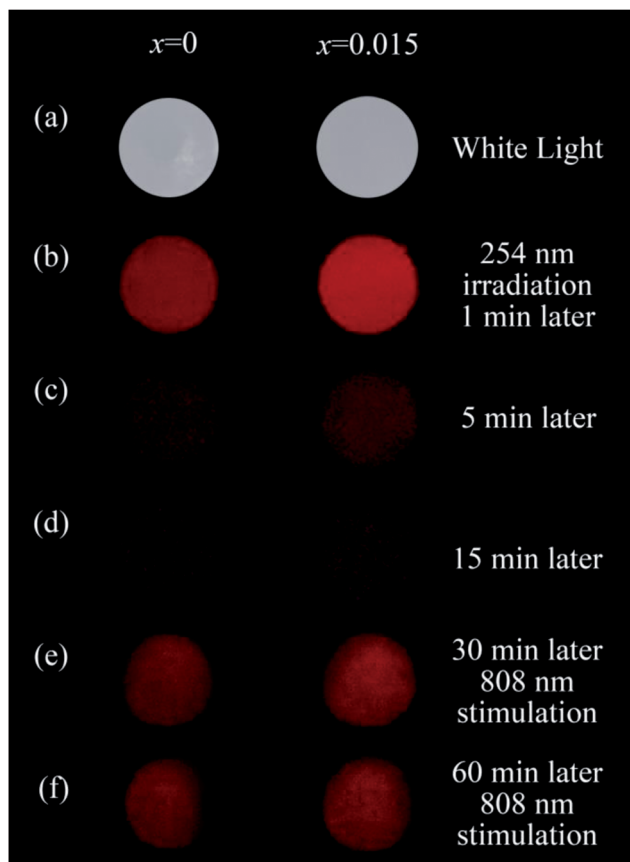 x=0 x=0.015
(a) White Light
(b) 254 nm
irradiation
1 min later
(c) 5 min later
(d) 15 min later
(e) 30 min later
808 nm
stimulation
(f) 60 min later
808 nm
stimulation